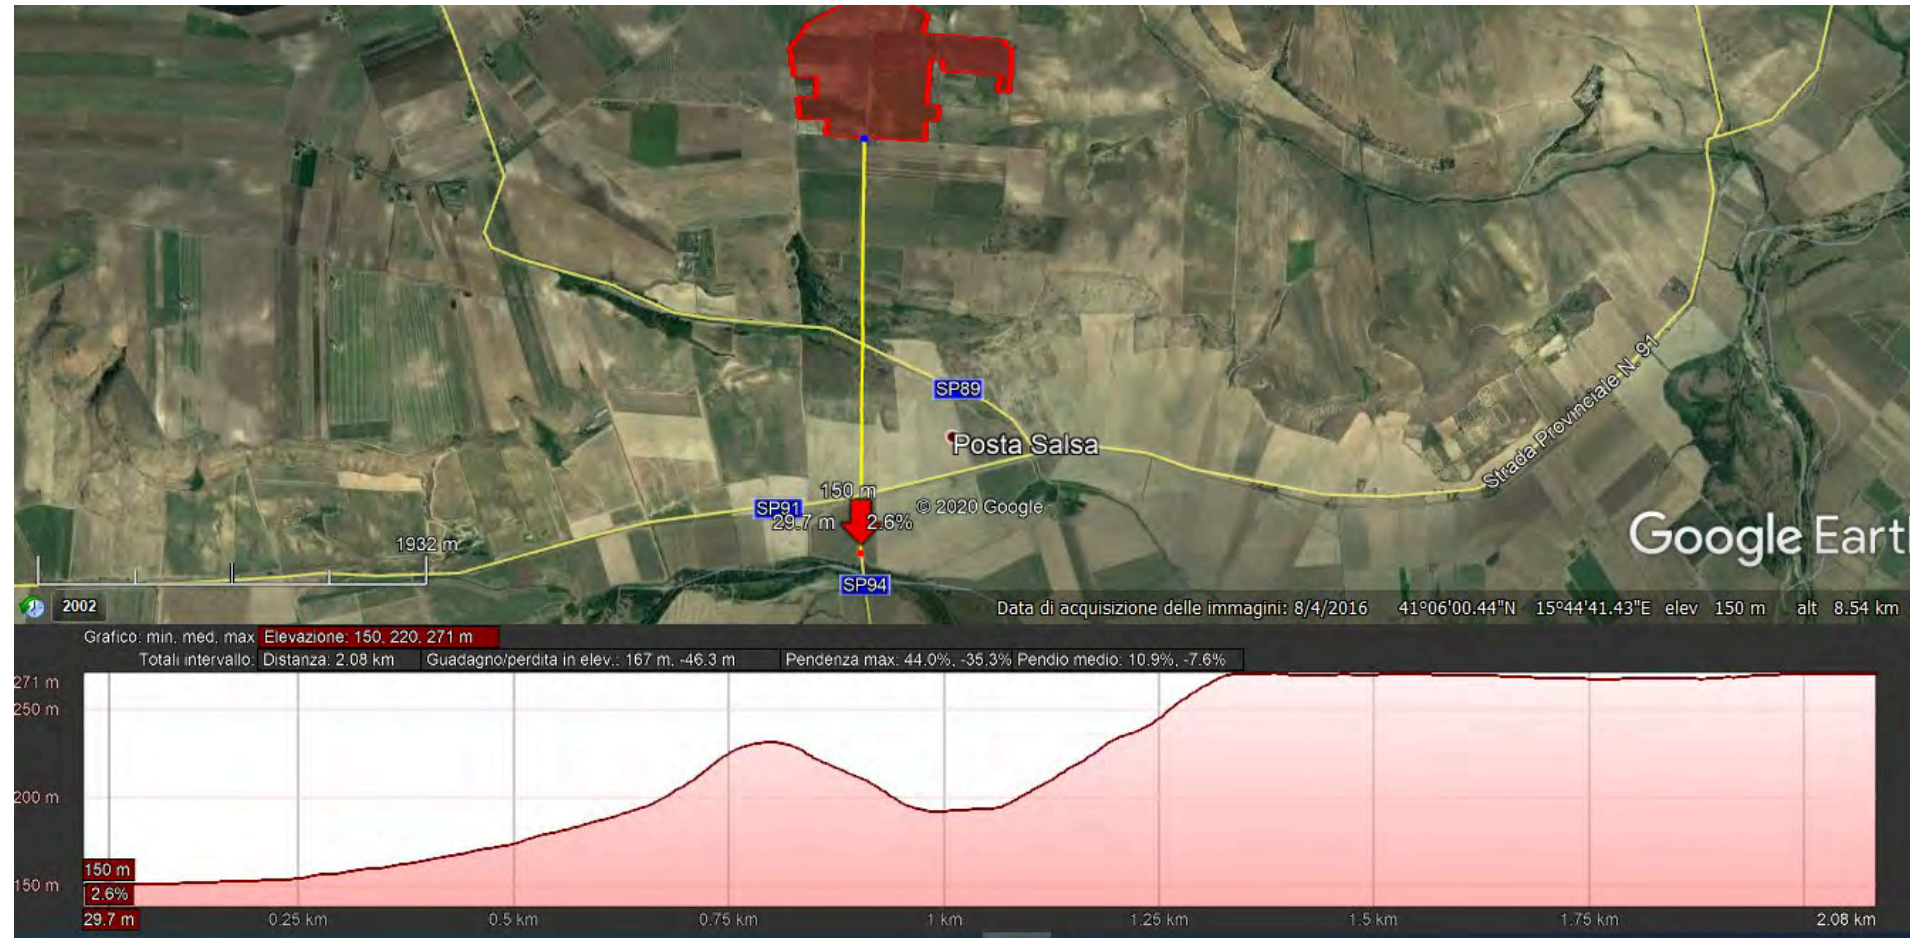 SP89
Posta Salsa
Strada Provinciale N. 91
150 m
SP91
29.7 m
2.6%
© 2020 Google
Google Eart
1932 m
SP94
2002
Data di acquisizione delle immagini: 8/4/2016 41°06'00.44"N 15°44'41.43"E elev 150 m alt 8.54 km
Grafico: min, med, max Elevazione: 150, 220, 271 m
Totali intervallo: Distanza: 2.08 km Guadagno/perdita in elev.: 167 m, -46.3 m Pendenza max: 44.0%, -35.3% Pendio medio: 10.9%, -7.6%
271 m
250 m
200 m
150 m
150 m
2.6%
29.7 m 0.25 km 0.5 km 0.75 km 1 km 1.25 km 1.5 km 1.75 km 2.08 km